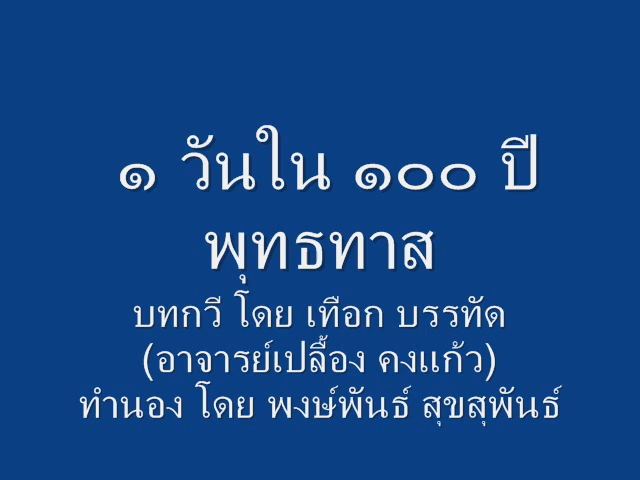 ๑ วันใน ๑๐๐ ปี
พุทธทาส
บทกวี โดย เทือก บรรทัด
(อาจารย์เปลื้อง คงแก้ว)
ทำนอง โดย พงษ์พันธ์ สุขสุพันธ์